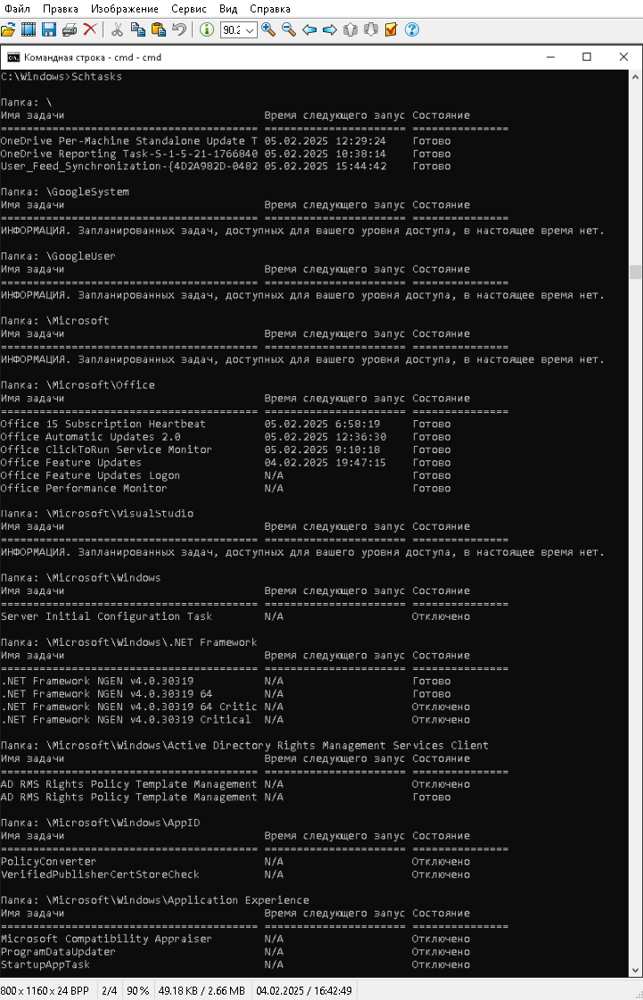 Файл Правка Изображение Сервис Вид Справка
90.2
Командная строка - cmd - cmd
C:\Windows>Schtasks
Папка: \
Имя задачи Время следующего запус Состояние
======================================== ====================== ===============
OneDrive Per-Machine Standalone Update T 05.02.2025 12:29:24 Готово
OneDrive Reporting Task-S-1-5-21-1766840 05.02.2025 10:38:14 Готово
User_Feed_Synchronization-{4D2A982D-0482 05.02.2025 15:44:42 Готово
Папка: \GoogleSystem
Имя задачи Время следующего запус Состояние
======================================== ====================== ===============
ИНФОРМАЦИЯ. Запланированных задач, доступных для вашего уровня доступа, в настоящее время нет.
Папка: \GoogleUser
Имя задачи Время следующего запус Состояние
======================================== ====================== ===============
ИНФОРМАЦИЯ. Запланированных задач, доступных для вашего уровня доступа, в настоящее время нет.
Папка: \Microsoft
Имя задачи Время следующего запус Состояние
======================================== ====================== ===============
ИНФОРМАЦИЯ. Запланированных задач, доступных для вашего уровня доступа, в настоящее время нет.
Папка: \Microsoft\Office
Имя задачи Время следующего запус Состояние
======================================== ====================== ===============
Office 15 Subscription Heartbeat 05.02.2025 6:58:19 Готово
Office Automatic Updates 2.0 05.02.2025 12:36:30 Готово
Office ClickToRun Service Monitor 05.02.2025 9:10:18 Готово
Office Feature Updates 04.02.2025 19:47:15 Готово
Office Feature Updates Logon N/A Готово
Office Performance Monitor N/A Готово
Папка: \Microsoft\VisualStudio
Имя задачи Время следующего запус Состояние
======================================== ====================== ===============
ИНФОРМАЦИЯ. Запланированных задач, доступных для вашего уровня доступа, в настоящее время нет.
Папка: \Microsoft\Windows
Имя задачи Время следующего запус Состояние
======================================== ====================== ===============
Server Initial Configuration Task N/A Отключено
Папка: \Microsoft\Windows\.NET Framework
Имя задачи Время следующего запус Состояние
======================================== ====================== ===============
.NET Framework NGEN v4.0.30319 N/A Готово
.NET Framework NGEN v4.0.30319 64 N/A Готово
.NET Framework NGEN v4.0.30319 64 Critic N/A Отключено
.NET Framework NGEN v4.0.30319 Critical N/A Отключено
Папка: \Microsoft\Windows\Active Directory Rights Management Services Client
Имя задачи Время следующего запус Состояние
======================================== ====================== ===============
AD RMS Rights Policy Template Management N/A Отключено
AD RMS Rights Policy Template Management N/A Готово
Папка: \Microsoft\Windows\AppID
Имя задачи Время следующего запус Состояние
======================================== ====================== ===============
PolicyConverter N/A Отключено
VerifiedPublisherCertStoreCheck N/A Отключено
Папка: \Microsoft\Windows\Application Experience
Имя задачи Время следующего запус Состояние
======================================== ====================== ===============
Microsoft Compatibility Appraiser N/A Отключено
ProgramDataUpdater N/A Отключено
StartupAppTask N/A Отключено
800 x 1160 x 24 BPP 2/4 90 % 49.18 KB / 2.66 MB 04.02.2025 / 16:42:49